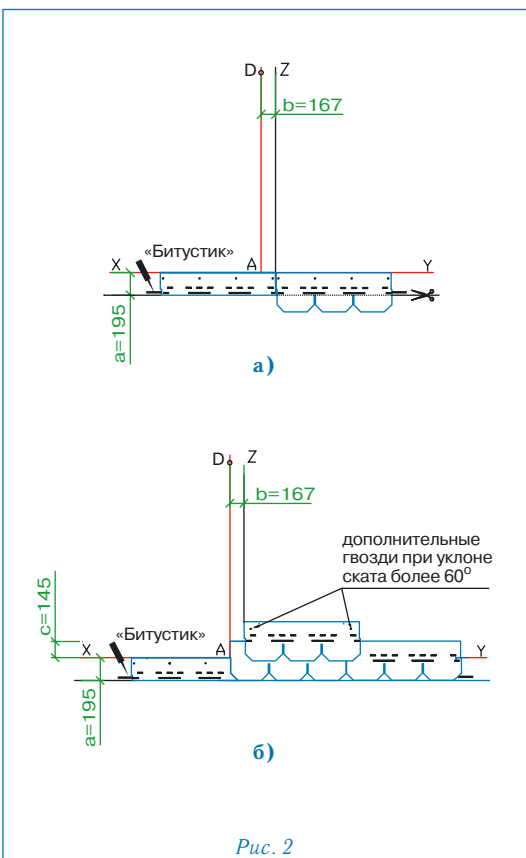 D Z
b=167
«Битустик»
X A Y
a=195
а)
D Z
b=167
дополнительные
гвозди при уклоне
ската более 60°
c=145
«Битустик»
X A Y
a=195
б)
Рис. 2